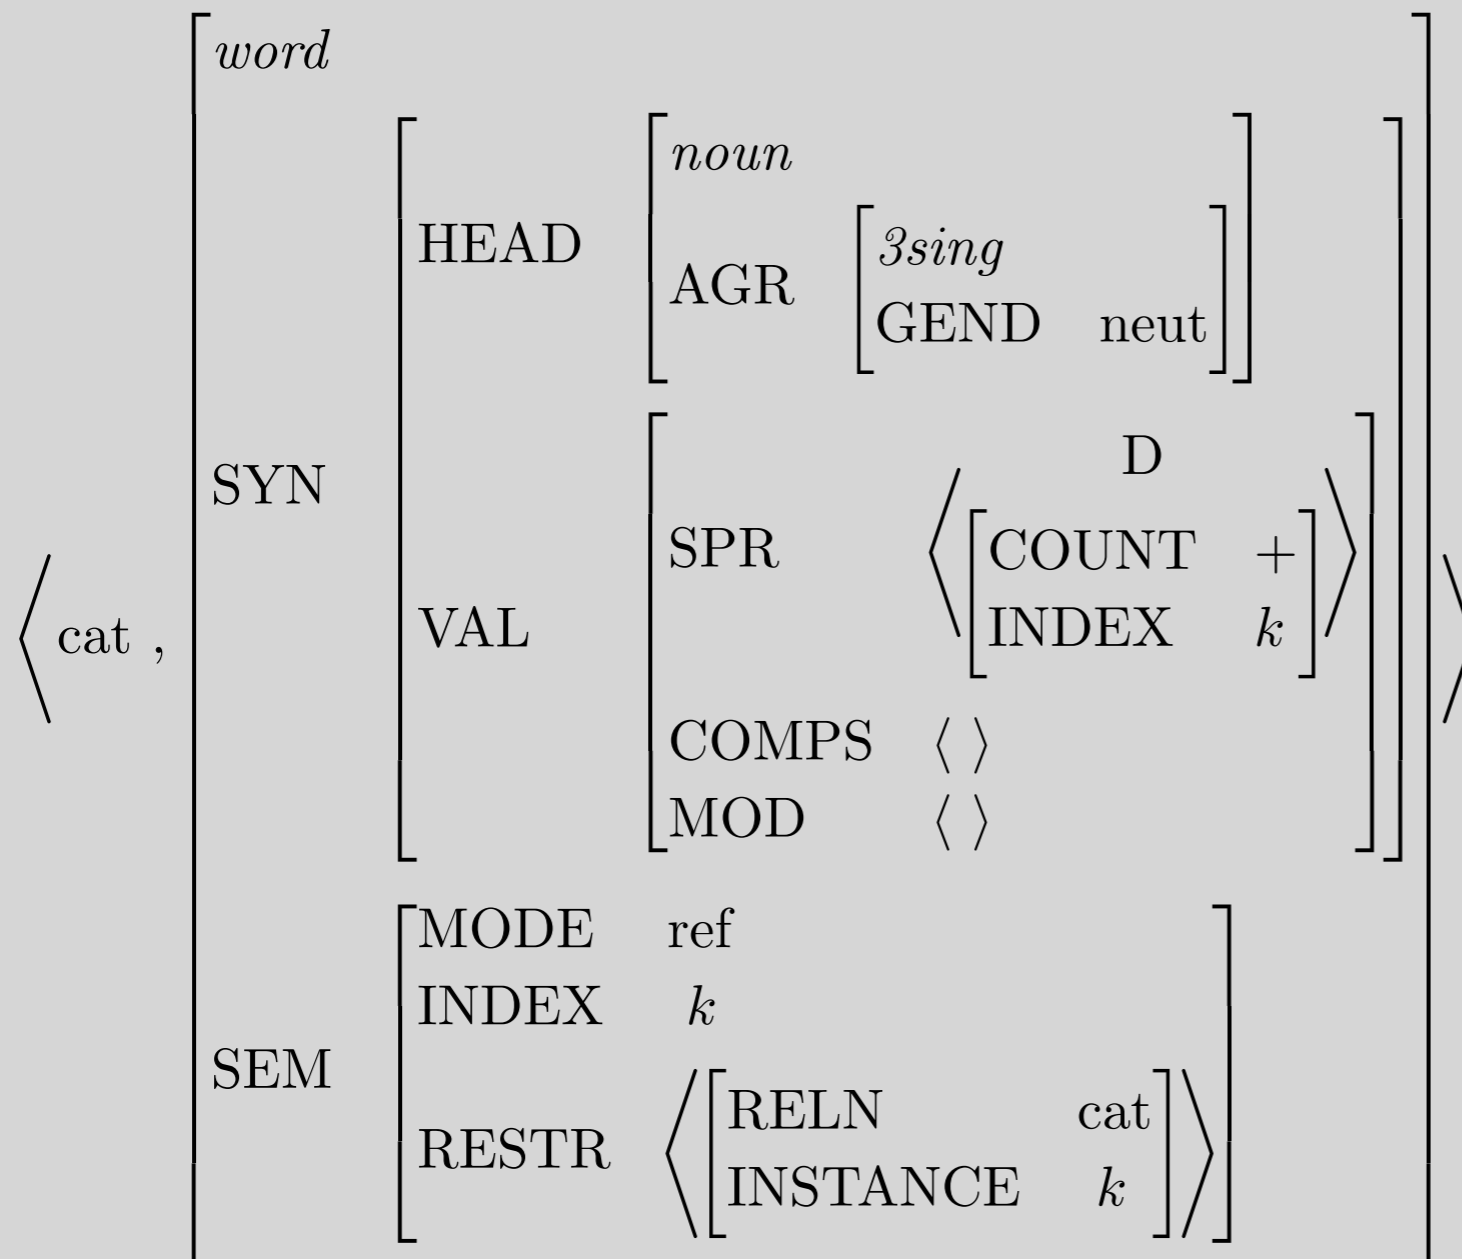 word
noun
HEAD
3sing
AGR
GEND neut
D
SYN
SPR
COUNT +
INDEX k
VAL
⟨ cat , ⟩
COMPS ⟨ ⟩
MOD ⟨ ⟩
MODE ref
INDEX k
SEM
RELN cat
RESTR
INSTANCE k